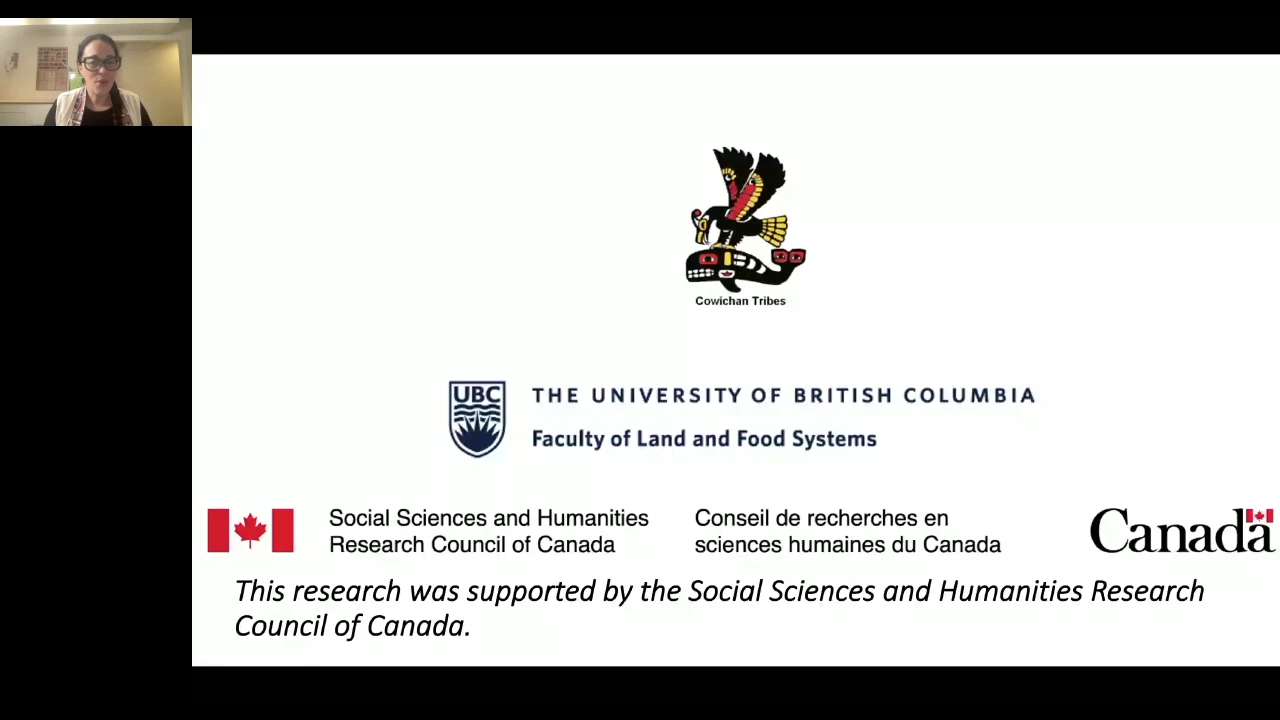 Cowichan Tribes
UBC
THE UNIVERSITY OF BRITISH COLUMBIA
Faculty of Land and Food Systems
Social Sciences and Humanities
Research Council of Canada
Conseil de recherches en
sciences humaines du Canada
Canada
This research was supported by the Social Sciences and Humanities Research
Council of Canada.